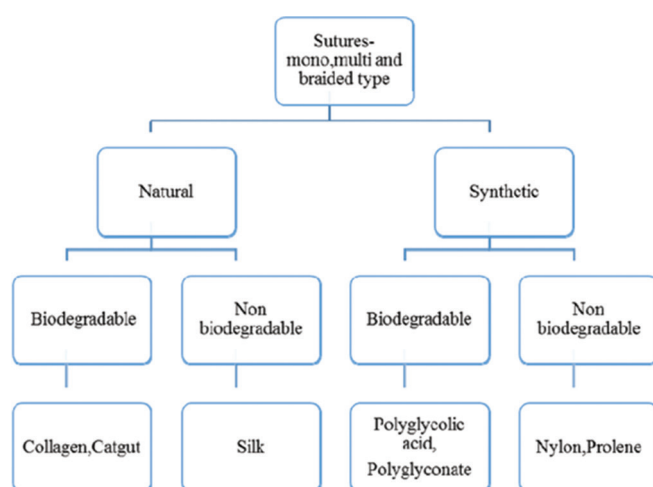 Sutures-
mono,multi and
braided type
Natural
Synthetic
Biodegradable
Non
biodegradable
Biodegradable
Non
biodegradable
Collagen,Catgut
Silk
Polyglycolic
acid,
Polyglyconate
Nylon,Prolene